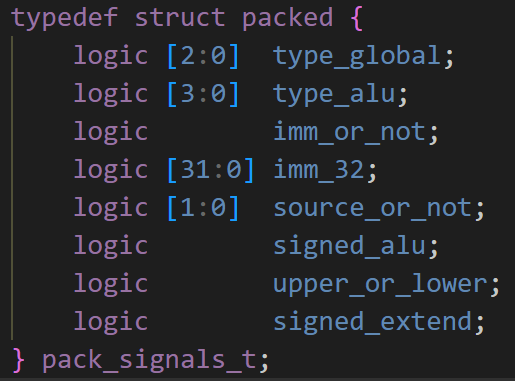 typedef struct packed {
    logic [2:0]  type_global;
    logic [3:0]  type_alu;
    logic        imm_or_not;
    logic [31:0] imm_32;
    logic [1:0]  source_or_not;
    logic        signed_alu;
    logic        upper_or_lower;
    logic        signed_extend;
} pack_signals_t;